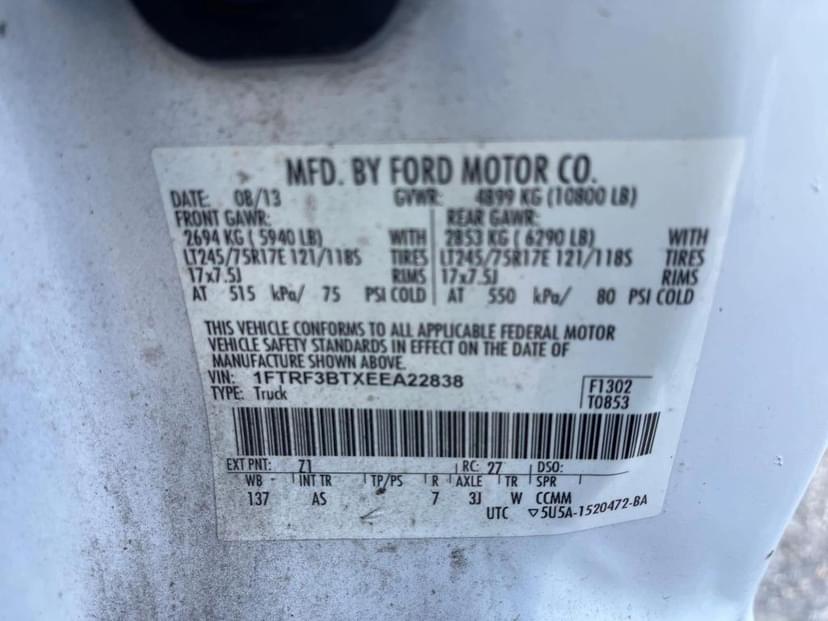 MFD. BY FORD MOTOR CO.
DATE: 08/13 GVWR: 4899 KG (10800 LB)
FRONT GAWR: REAR GAWR:
2694 KG ( 5940 LB) WITH 2853 KG ( 6290 LB) WITH
LT245/75R17E 121/118S TIRES LT245/75R17E 121/118S TIRES
17x7.5J RIMS 17x7.5J RIMS
AT 515 kPa/ 75 PSI COLD AT 550 kPa/ 80 PSI COLD
THIS VEHICLE CONFORMS TO ALL APPLICABLE FEDERAL MOTOR
VEHICLE SAFETY STANDARDS IN EFFECT ON THE DATE OF
MANUFACTURE SHOWN ABOVE.
VIN: 1FTRF3BTXEEA22838 F1302
TYPE: Truck T0853
EXT PNT: Z1 RC: 27 DSO:
WB INT TR TP/PS R AXLE TR SPR
137 AS 7 3J W CCMM
UTC ▽5U5A-1520472-BA